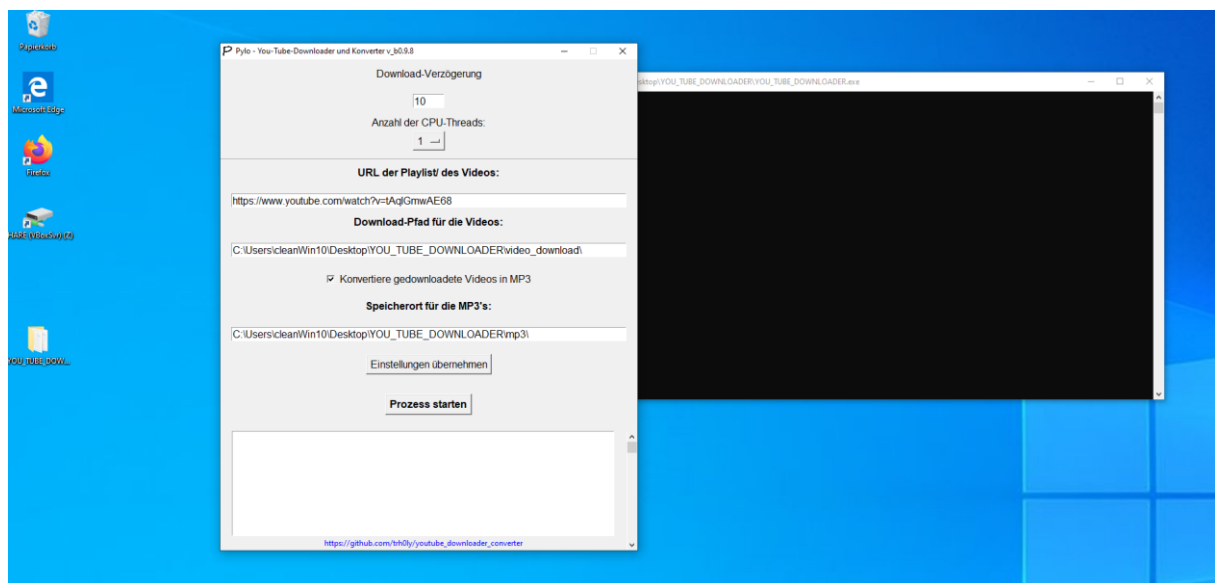 Papierkorb
Microsoft Edge
Firefox
YOU_TUBE_DOW...
Pylo - You-Tube-Downloader und Konverter v_b0.9.8
Download-Verzögerung
10
Anzahl der CPU-Threads:
1
URL der Playlist/ des Videos:
https://www.youtube.com/watch?v=tAqlGmwAE68
Download-Pfad für die Videos:
C:\Users\cleanWin10\Desktop\YOU_TUBE_DOWNLOADER\video_download\
Konvertiere gedownloadete Videos in MP3
Speicherort für die MP3's:
C:\Users\cleanWin10\Desktop\YOU_TUBE_DOWNLOADER\mp3\
Einstellungen übernehmen
Prozess starten
https://github.com/trh0ly/youtube_downloader_converter
sktop\YOU_TUBE_DOWNLOADER\YOU_TUBE_DOWNLOADER.exe